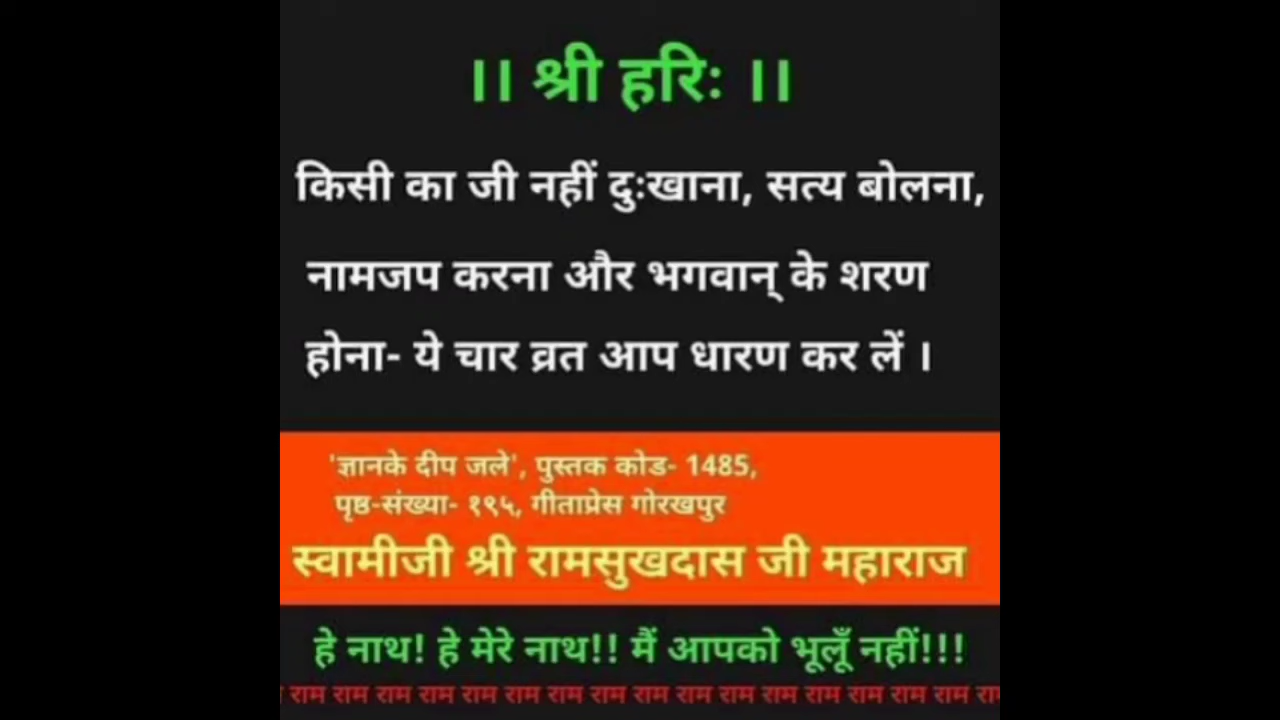 ।। श्री हरिः ।।
किसी का जी नहीं दुःखाना, सत्य बोलना,
नामजप करना और भगवान् के शरण
होना- ये चार व्रत आप धारण कर लें ।
'ज्ञानके दीप जले', पुस्तक कोड- 1485,
पृष्ठ-संख्या- १९५, गीताप्रेस गोरखपुर
स्वामीजी श्री रामसुखदास जी महाराज
हे नाथ! हे मेरे नाथ!! मैं आपको भूलूँ नहीं!!!
राम राम राम राम राम राम राम राम राम राम राम राम राम राम राम राम रा